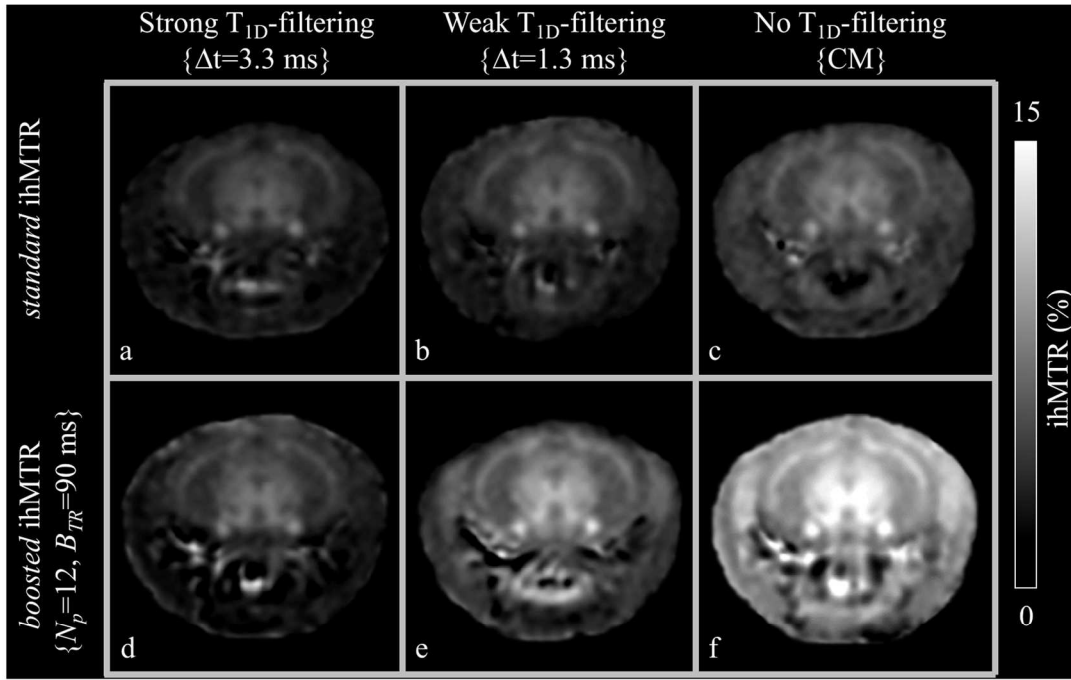 Strong T₁D-filtering
{Δt=3.3 ms}
Weak T₁D-filtering
{Δt=1.3 ms}
No T₁D-filtering
{CM}
standard ihMTR
a
b
c
15
ihMTR (%)
0
boosted ihMTR
{Nₚ=12, B_TR=90 ms}
d
e
f